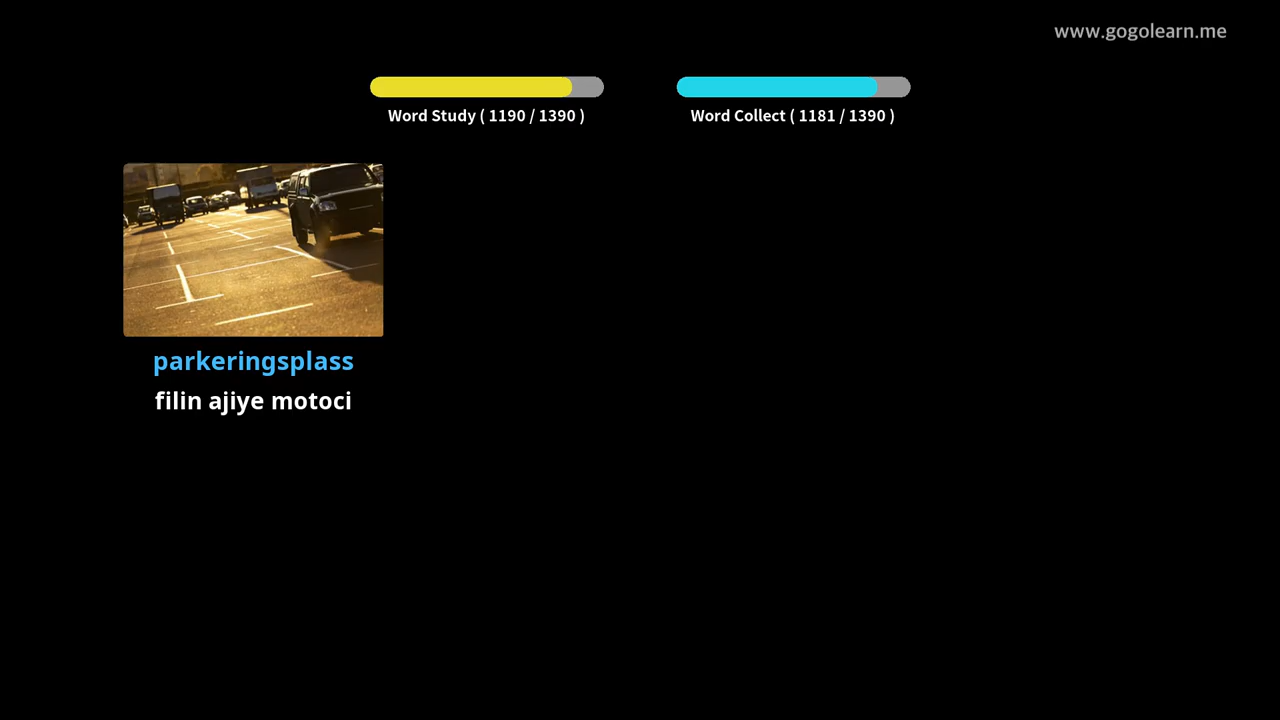 www.gogolearn.me
Word Study ( 1190 / 1390 )
Word Collect ( 1181 / 1390 )
parkeringsplass
filin ajiye motoci